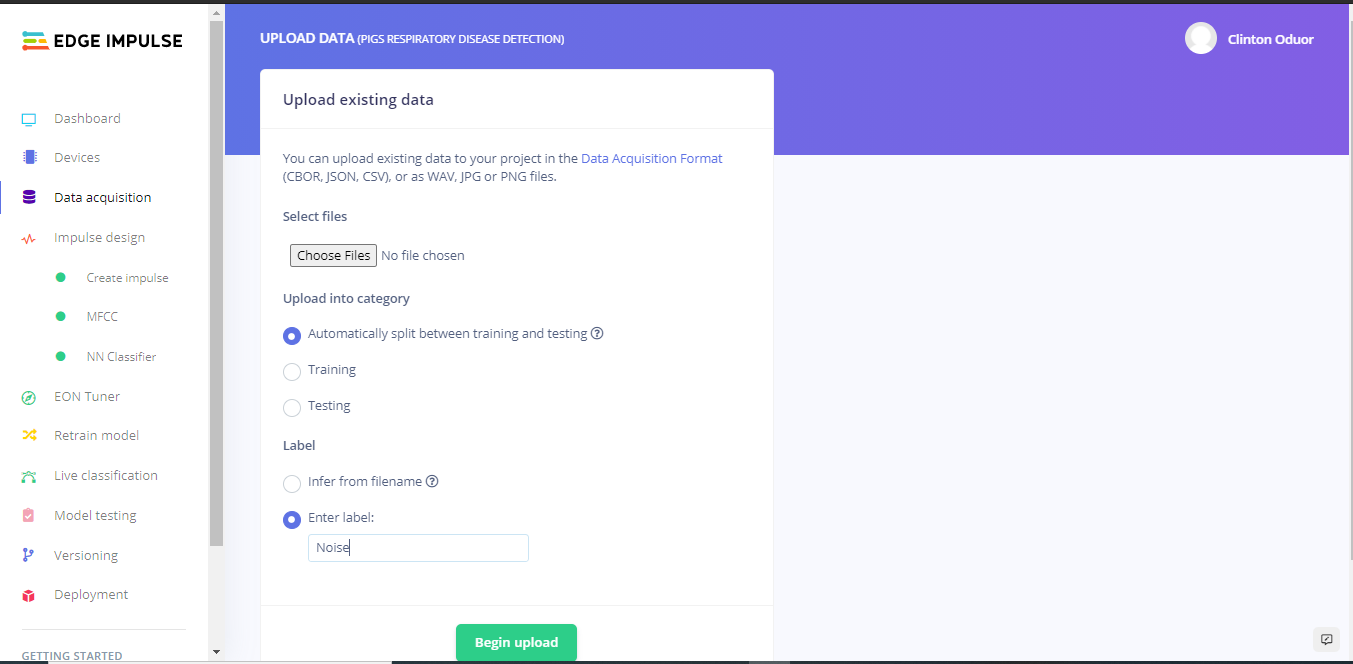 EDGE IMPULSE
Dashboard
Devices
Data acquisition
Impulse design
Create impulse
MFCC
NN Classifier
EON Tuner
Retrain model
Live classification
Model testing
Versioning
Deployment
GETTING STARTED
UPLOAD DATA (PIGS RESPIRATORY DISEASE DETECTION)
Clinton Oduor
Upload existing data
You can upload existing data to your project in the Data Acquisition Format
(CBOR, JSON, CSV), or as WAV, JPG or PNG files.
Select files
Choose Files No file chosen
Upload into category
Automatically split between training and testing ?
Training
Testing
Label
Infer from filename ?
Enter label:
Noise
Begin upload